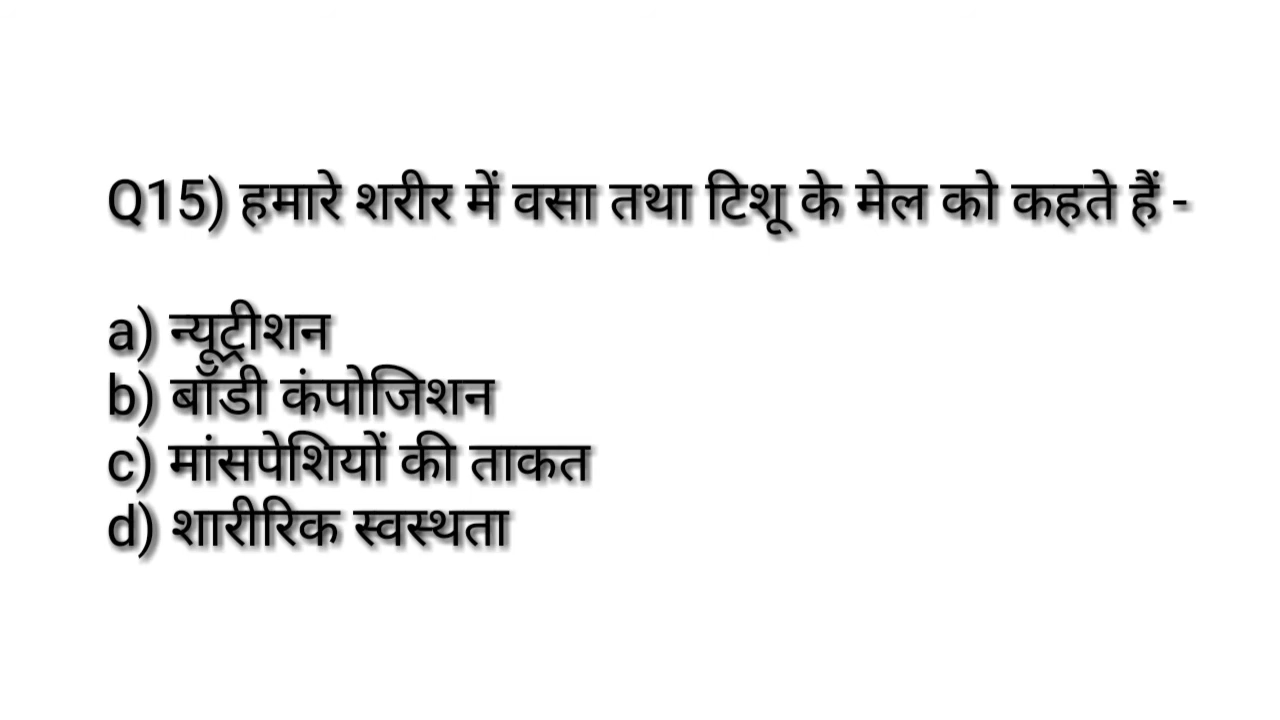 Q15) हमारे शरीर में वसा तथा टिशू के मेल को कहते हैं -
a) न्यूट्रीशन
b) बॉडी कंपोजिशन
c) मांसपेशियों की ताकत
d) शारीरिक स्वस्थता